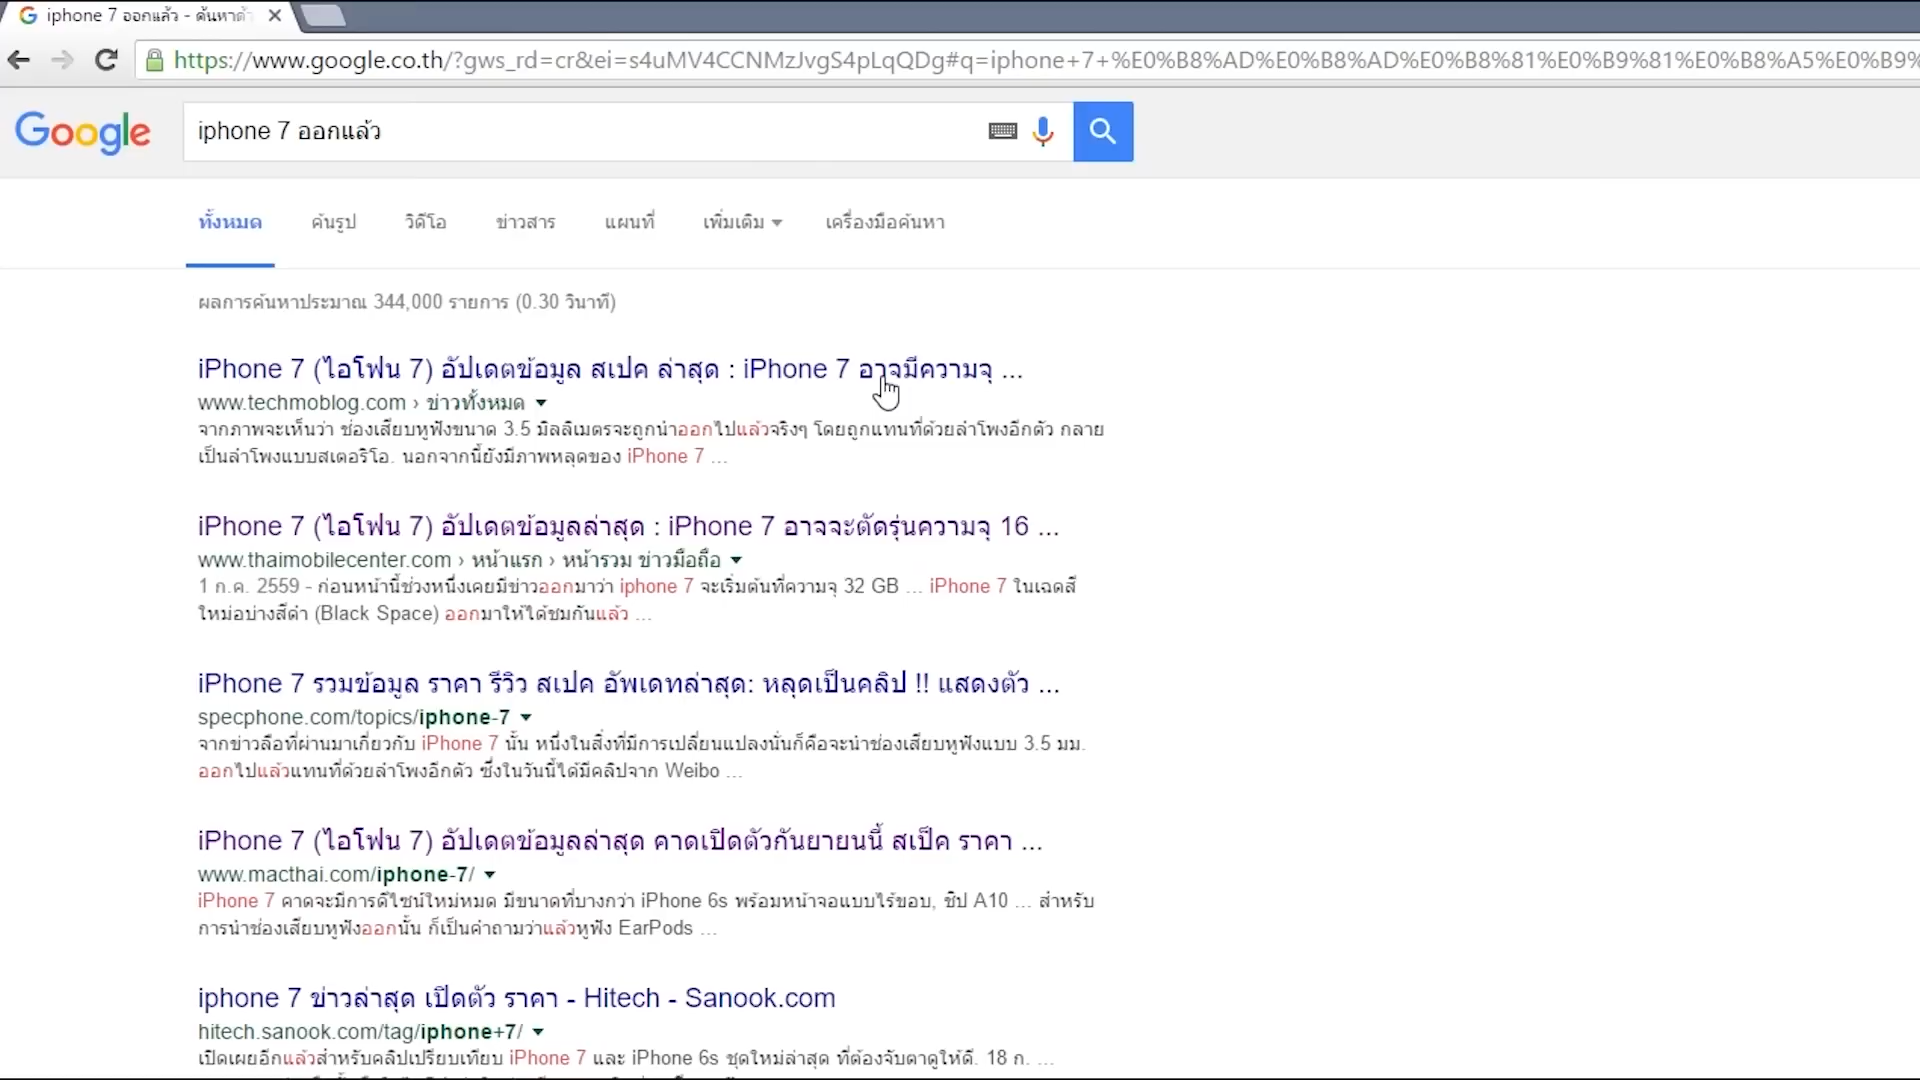 iphone 7 ออกแล้ว - ค้นหาด้ว
https://www.google.co.th/?gws_rd=cr&ei=s4uMV4CCNMzJvgS4pLqQDg#q=iphone+7+%E0%B8%AD%E0%B8%AD%E0%B8%81%E0%B9%81%E0%B8%A5%E0%B9%
Google
iphone 7 ออกแล้ว
ทั้งหมด ค้นรูป วิดีโอ ข่าวสาร แผนที่ เพิ่มเติม เครื่องมือค้นหา
ผลการค้นหาประมาณ 344,000 รายการ (0.30 วินาที)
iPhone 7 (ไอโฟน 7) อัปเดตข้อมูล สเปค ล่าสุด : iPhone 7 อาจมีความจุ ...
www.techmoblog.com › ข่าวทั้งหมด
จากภาพจะเห็นว่า ช่องเสียบหูฟังขนาด 3.5 มิลลิเมตรจะถูกนำออกไปแล้วจริงๆ โดยถูกแทนที่ด้วยลำโพงอีกตัว กลาย
เป็นลำโพงแบบสเตอริโอ. นอกจากนี้ยังมีภาพหลุดของ iPhone 7 ...
iPhone 7 (ไอโฟน 7) อัปเดตข้อมูลล่าสุด : iPhone 7 อาจจะตัดรุ่นความจุ 16 ...
www.thaimobilecenter.com › หน้าแรก › หน้ารวม ข่าวมือถือ
1 ก.ค. 2559 - ก่อนหน้านี้ช่วงหนึ่งเคยมีข่าวออกมาว่า iphone 7 จะเริ่มต้นที่ความจุ 32 GB ... iPhone 7 ในเฉดสี
ใหม่อบ่างสีดำ (Black Space) ออกมาให้ได้ชมกันแล้ว ...
iPhone 7 รวมข้อมูล ราคา รีวิว สเปค อัพเดทล่าสุด: หลุดเป็นคลิป !! แสดงตัว ...
specphone.com/topics/iphone-7
จากข่าวลือที่ผ่านมาเกี่ยวกับ iPhone 7 นั้น หนึ่งในสิ่งที่มีการเปลี่ยนแปลงนั่นก็คือจะนำช่องเสียบหูฟังแบบ 3.5 มม.
ออกไปแล้วแทนที่ด้วยลำโพงอีกตัว ซึ่งในวันนี้ได้มีคลิปจาก Weibo ...
iPhone 7 (ไอโฟน 7) อัปเดตข้อมูลล่าสุด คาดเปิดตัวกันยายนนี้ สเป็ค ราคา ...
www.macthai.com/iphone-7/
iPhone 7 คาดจะมีการดีไซน์ใหม่หมด มีขนาดที่บางกว่า iPhone 6s พร้อมหน้าจอแบบไร้ขอบ, ชิป A10 ... สำหรับ
การนำช่องเสียบหูฟังออกนั้น ก็เป็นคำถามว่าแล้วหูฟัง EarPods ...
iphone 7 ข่าวล่าสุด เปิดตัว ราคา - Hitech - Sanook.com
hitech.sanook.com/tag/iphone+7/
เปิดเผยอีกแล้วสำหรับคลิปเปรียบเทียบ iPhone 7 และ iPhone 6s ชุดใหม่ล่าสุด ที่ต้องจับตาดูให้ดี. 18 ก. ...